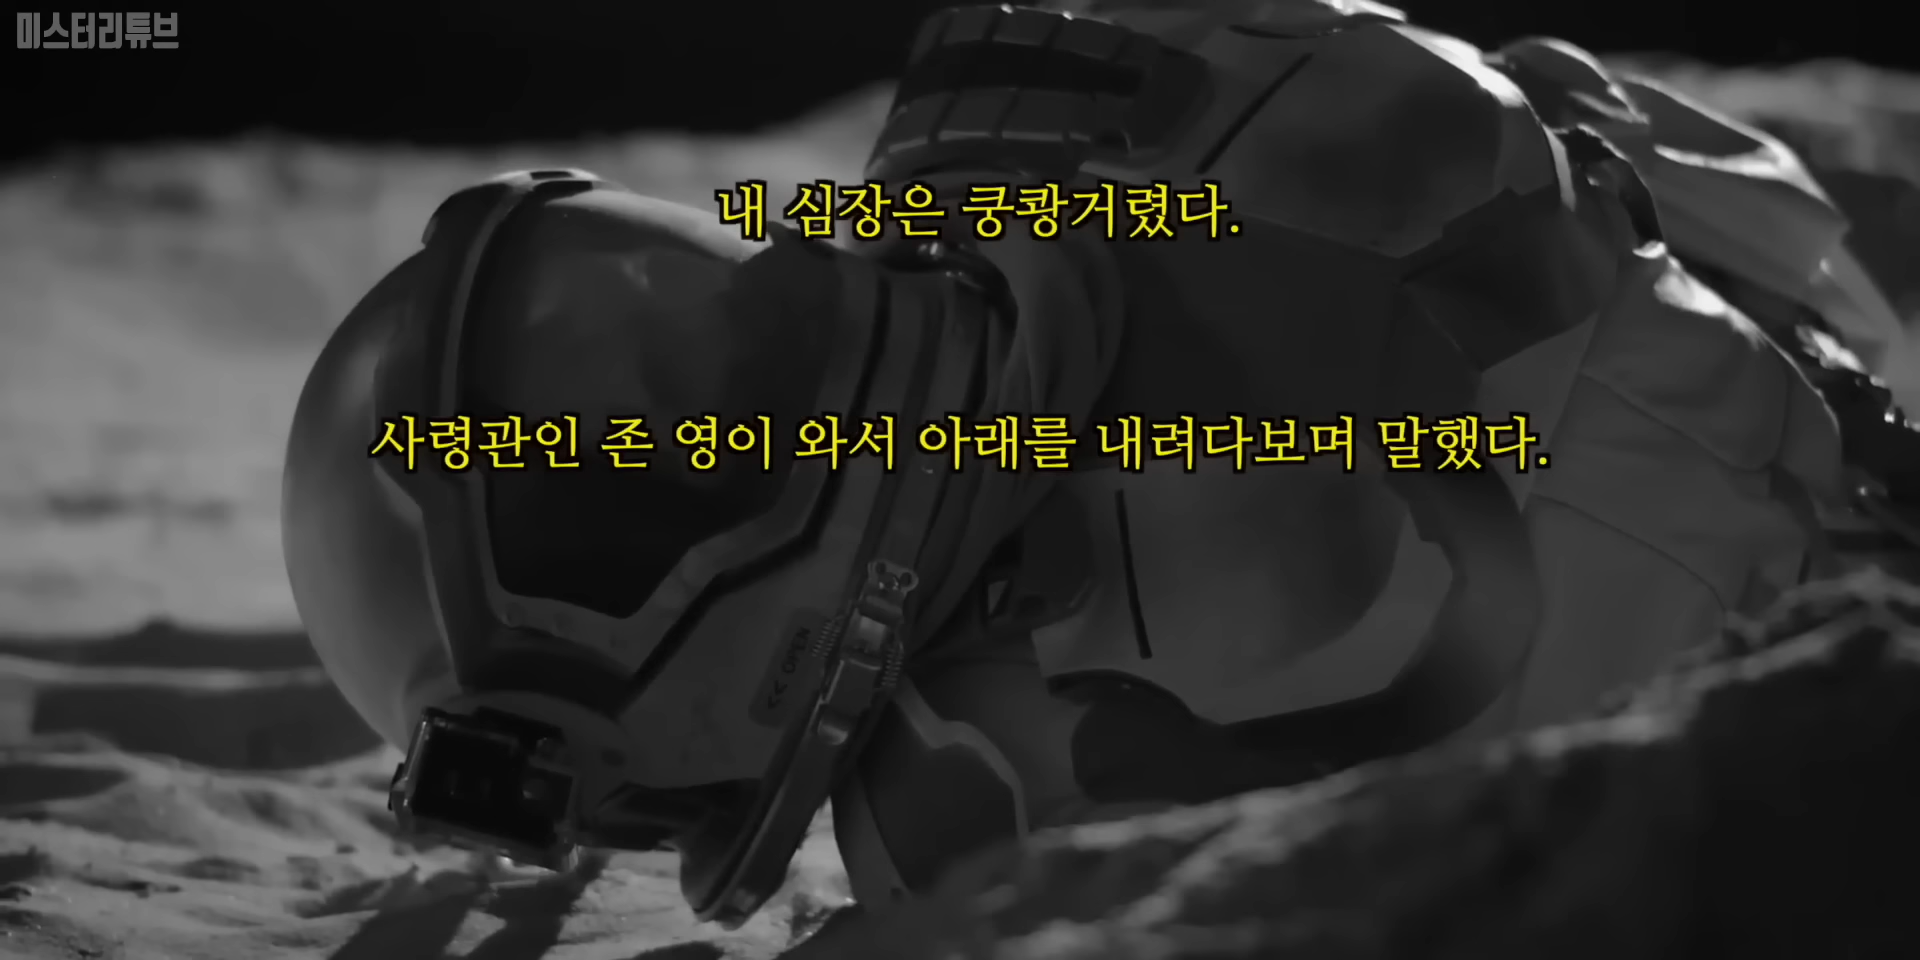 미스터리튜브
내 심장은 쿵쾅거렸다.
사령관인 존 영이 와서 아래를 내려다보며 말했다.
<< OPEN